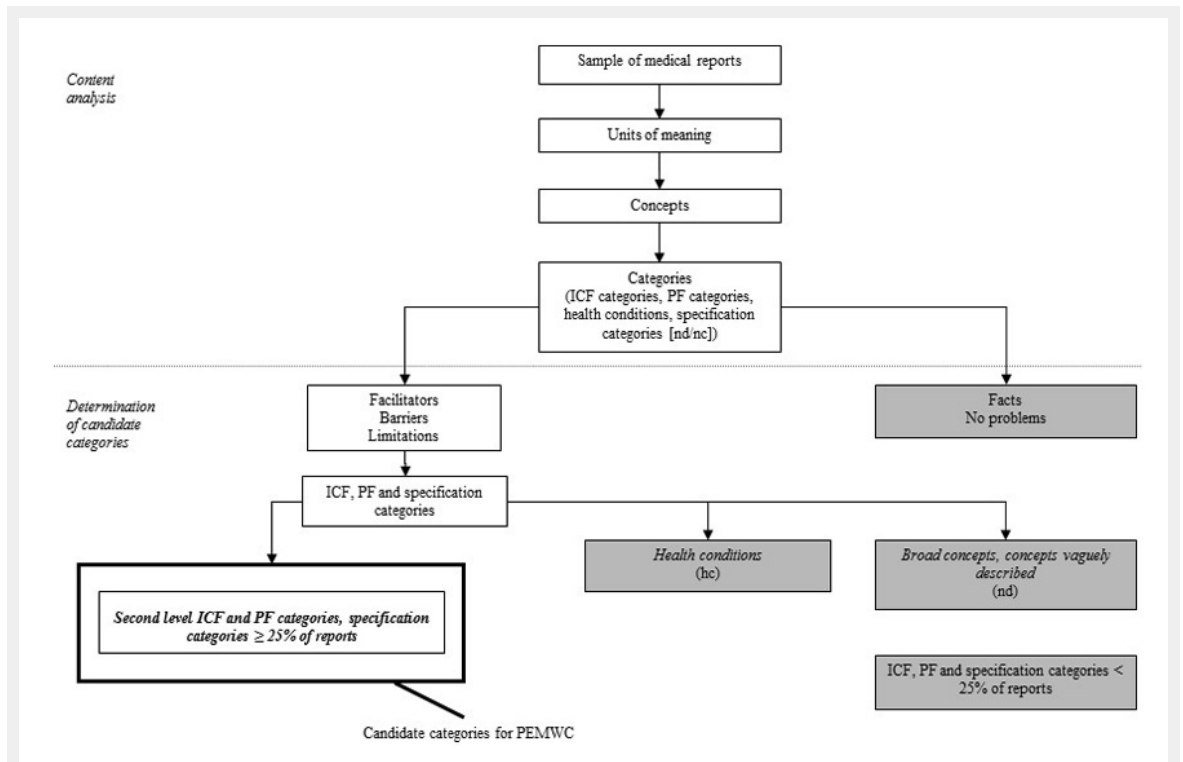 Content
analysis
Sample of medical reports
Units of meaning
Concepts
Categories
(ICF categories, PF categories,
health conditions, specification
categories [nd/nc])
Determination
of candidate
categories
Facilitators
Barriers
Limitations
Facts
No problems
ICF, PF and specification
categories
Health conditions
(hc)
Broad concepts, concepts vaguely
described
(nd)
Second level ICF and PF categories, specification
categories ≥ 25% of reports
ICF, PF and specification categories <
25% of reports
Candidate categories for PEMWC